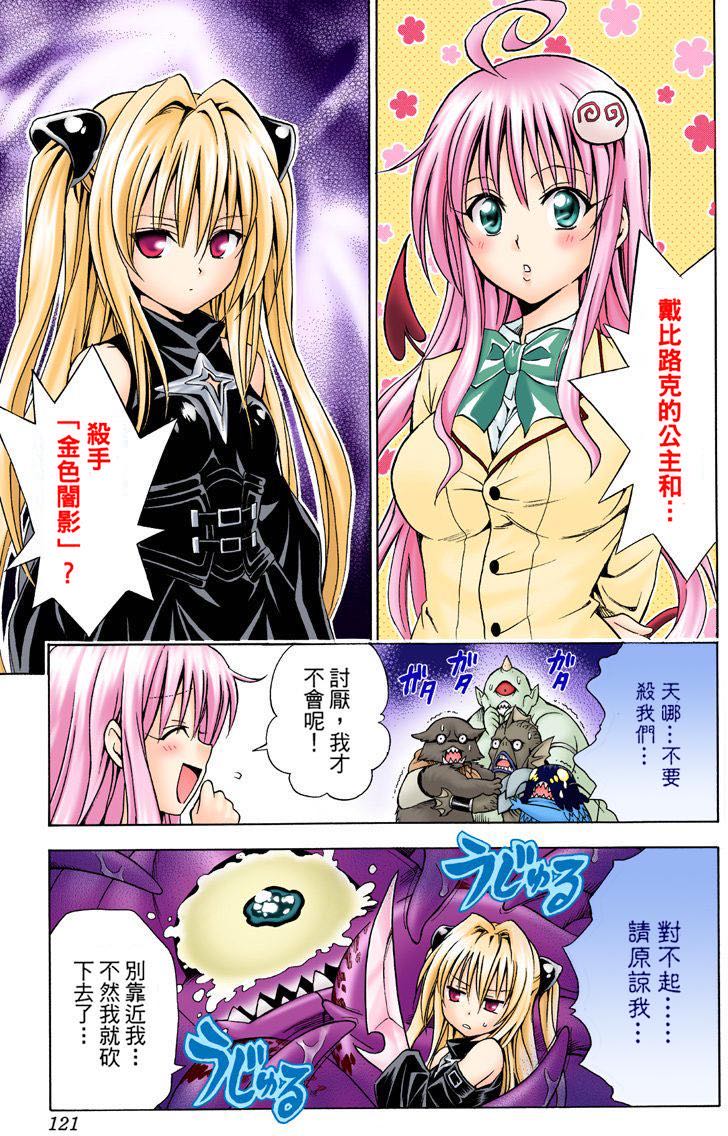 戴比路克的公主和…
殺手
「金色闇影」？
天哪…不要
殺我們…
ガタ
ガタ
ガタ
討厭，我才
不會呢！
うじゅる
對不起……
請原諒我…
別靠近我…
不然我就砍
下去了…
うじゅる
121